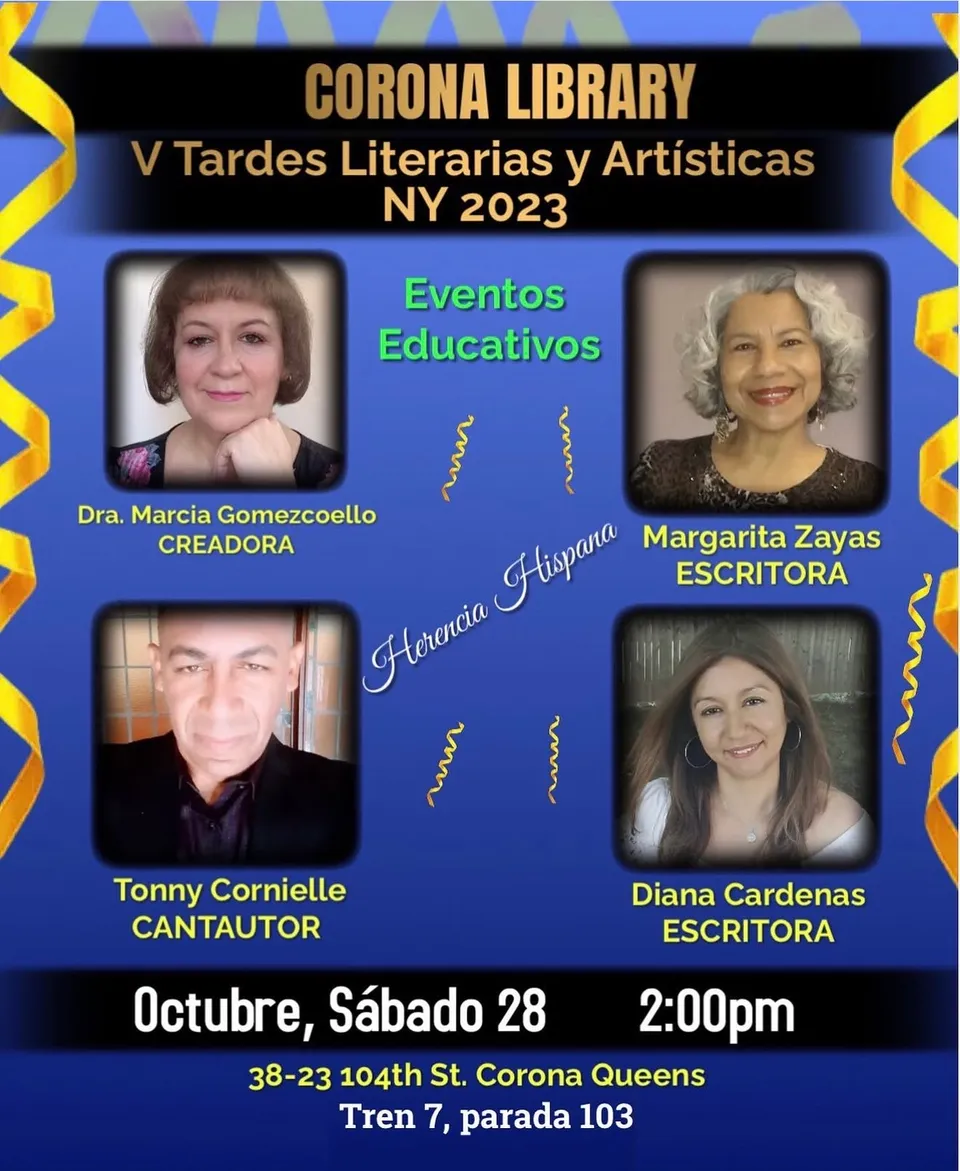 CORONA LIBRARY
V Tardes Literarias y Artísticas
NY 2023
Eventos
Educativos
Dra. Marcia Gomezcoello
CREADORA
Margarita Zayas
ESCRITORA
Herencia Hispana
Tonny Cornielle
CANTAUTOR
Diana Cardenas
ESCRITORA
Octubre, Sábado 28 2:00pm
38-23 104th St. Corona Queens
Tren 7, parada 103